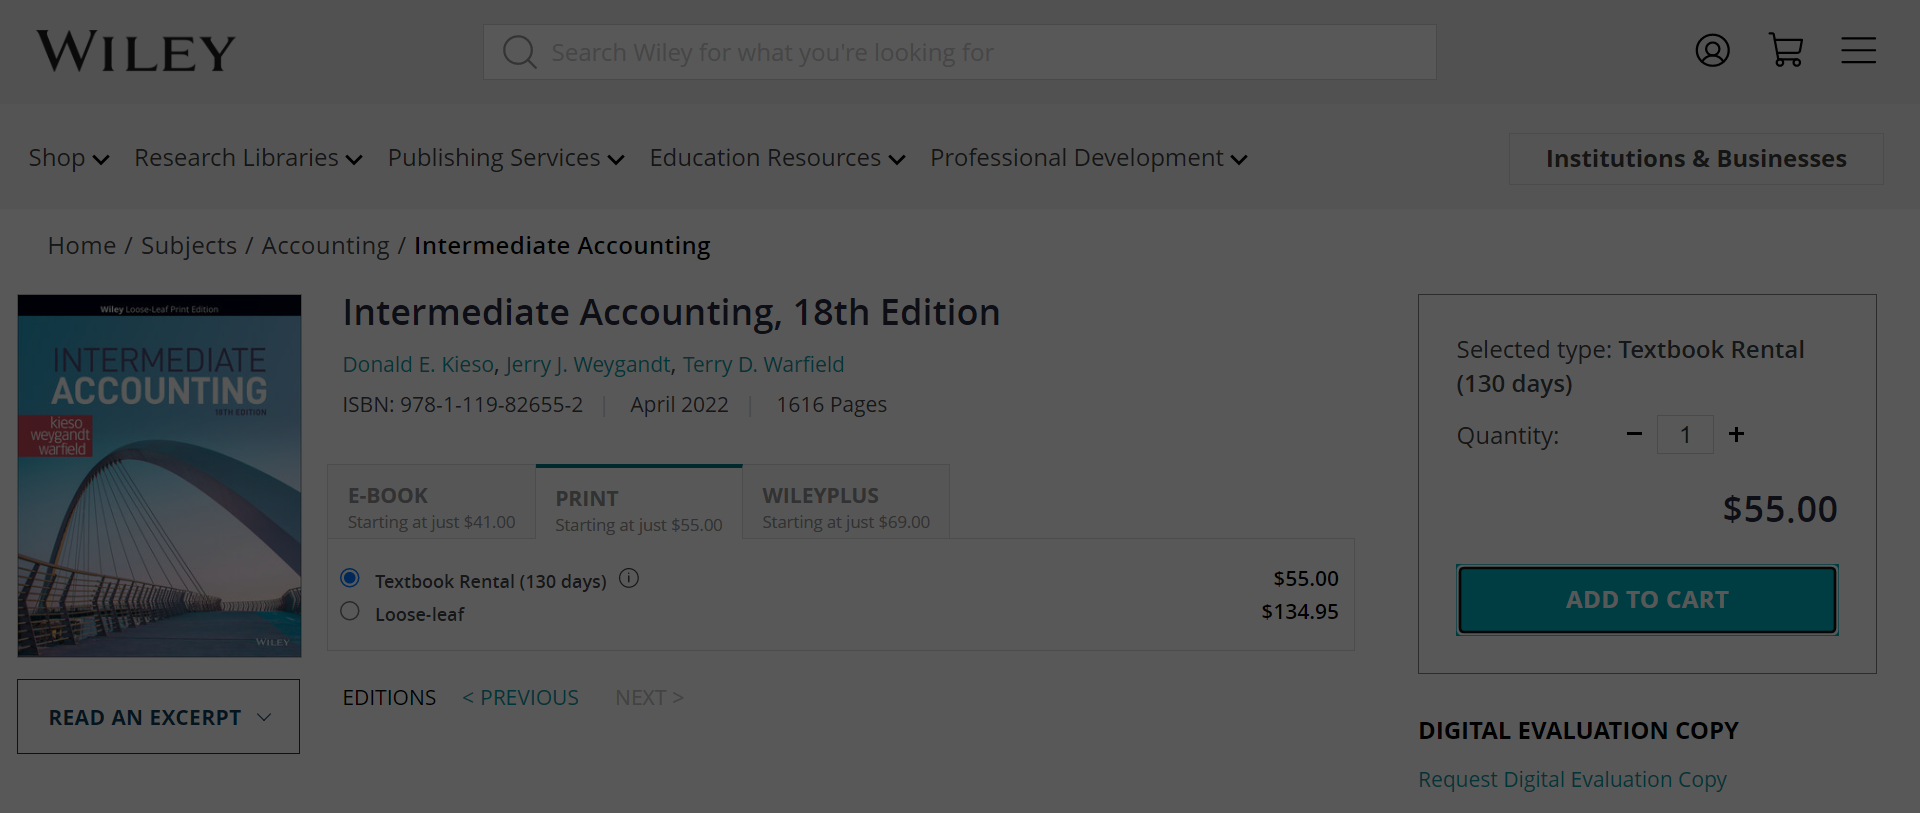 WILEY
Search Wiley for what you're looking for
Shop
Research Libraries
Publishing Services
Education Resources
Professional Development
Institutions & Businesses
Home / Subjects / Accounting / Intermediate Accounting
Wiley Loose-Leaf Print Edition
INTERMEDIATE
ACCOUNTING
18TH EDITION
kieso
weygandt
warfield
WILEY
READ AN EXCERPT
Intermediate Accounting, 18th Edition
Donald E. Kieso, Jerry J. Weygandt, Terry D. Warfield
ISBN: 978-1-119-82655-2 | April 2022 | 1616 Pages
E-BOOK
Starting at just $41.00
PRINT
Starting at just $55.00
WILEYPLUS
Starting at just $69.00
Textbook Rental (130 days) $55.00
Loose-leaf $134.95
EDITIONS < PREVIOUS NEXT >
Selected type: Textbook Rental
(130 days)
Quantity: − 1 +
$55.00
ADD TO CART
DIGITAL EVALUATION COPY
Request Digital Evaluation Copy